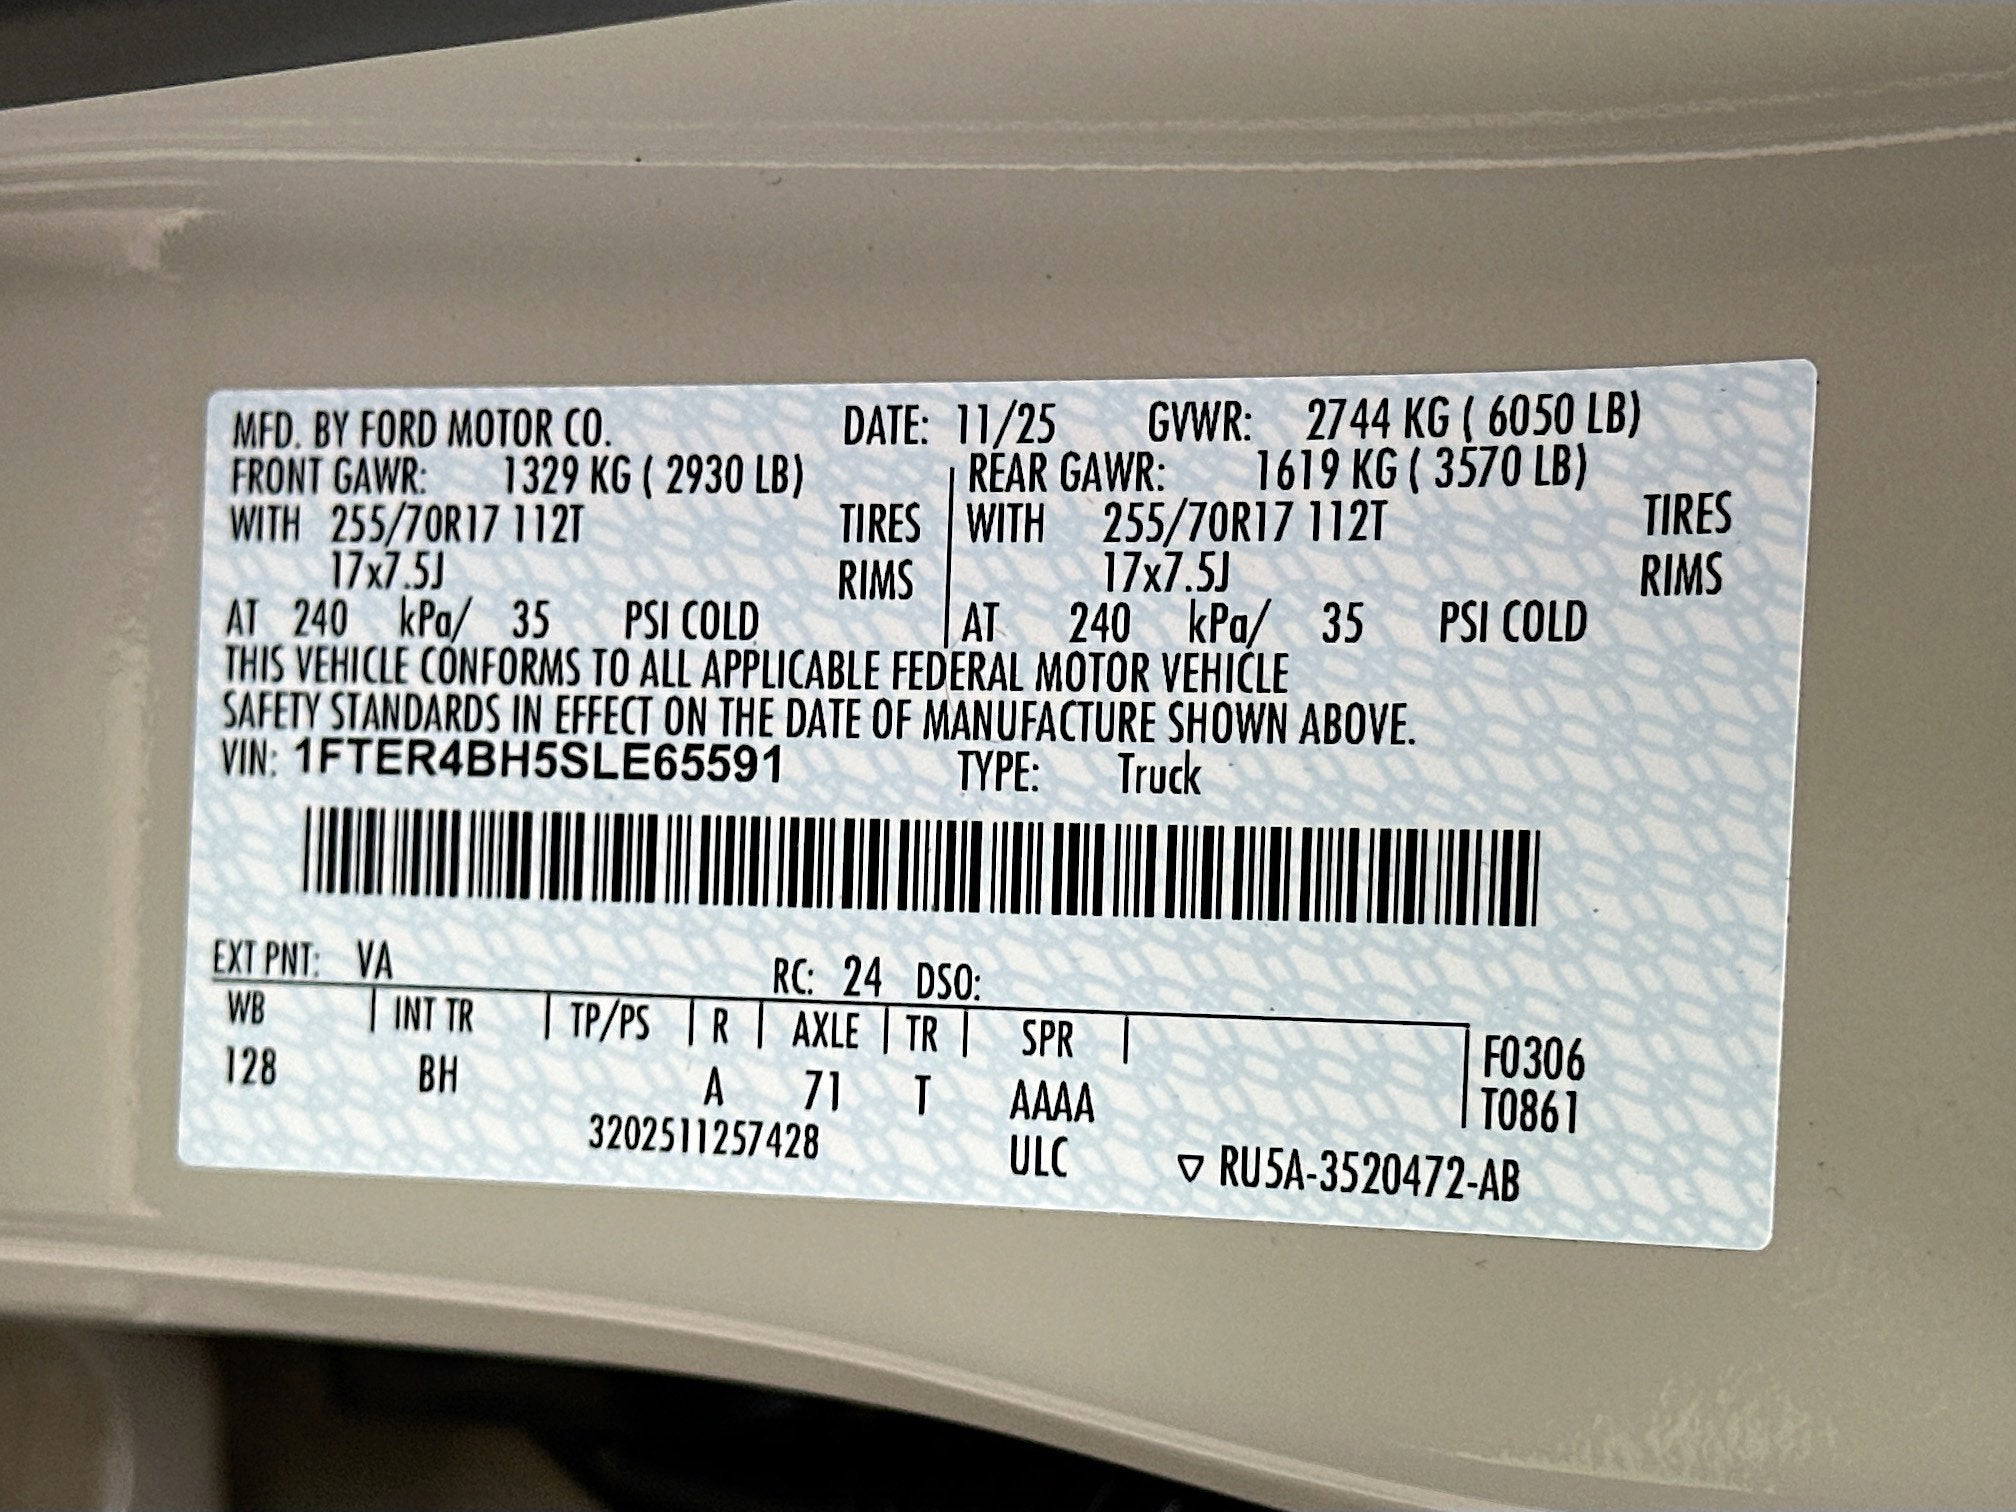 MFD. BY FORD MOTOR CO. DATE: 11/25 GVWR: 2744 KG ( 6050 LB)
FRONT GAWR: 1329 KG ( 2930 LB) REAR GAWR: 1619 KG ( 3570 LB)
WITH 255/70R17 112T TIRES WITH 255/70R17 112T TIRES
17x7.5J RIMS 17x7.5J RIMS
AT 240 kPa/ 35 PSI COLD AT 240 kPa/ 35 PSI COLD
THIS VEHICLE CONFORMS TO ALL APPLICABLE FEDERAL MOTOR VEHICLE
SAFETY STANDARDS IN EFFECT ON THE DATE OF MANUFACTURE SHOWN ABOVE.
VIN: 1FTER4BH5SLE65591 TYPE: Truck
EXT PNT: VA RC: 24 DSO:
WB INT TR TP/PS R AXLE TR SPR F0306
128 BH A 71 T AAAA T0861
3202511257428 ULC ▽ RU5A-3520472-AB